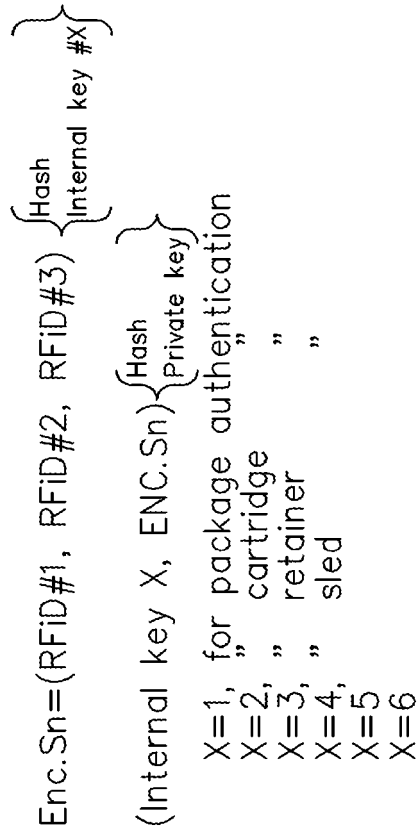 Enc.Sn=(RFiD#1, RFiD#2, RFiD#3) {Hash
Internal key #X}
(Internal key X, ENC.Sn) {Hash
Private key}
X=1, for package authentication
X=2, ” cartridge ”
X=3, ” retainer ”
X=4, ” sled ”
X=5
X=6